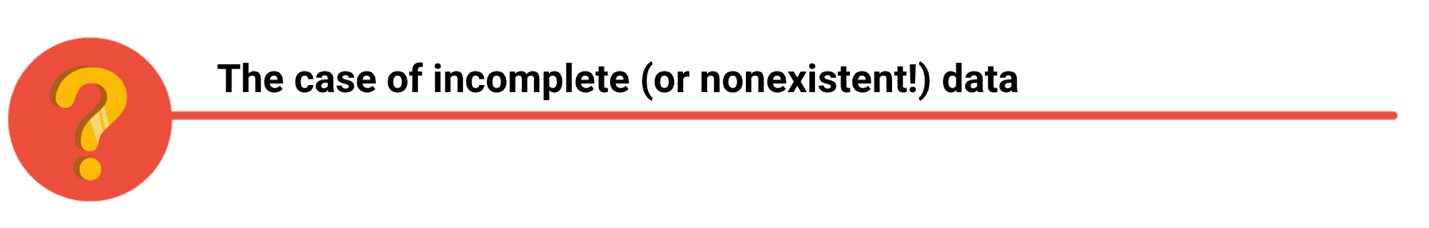 The case of incomplete (or nonexistent!) data